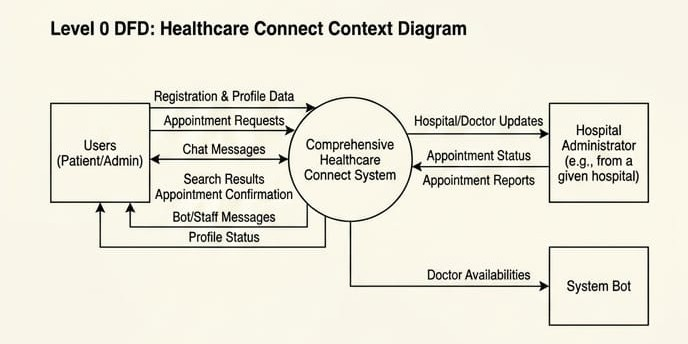 Level 0 DFD: Healthcare Connect Context Diagram
Users
(Patient/Admin)
Registration & Profile Data
Appointment Requests
Chat Messages
Search Results
Appointment Confirmation
Bot/Staff Messages
Profile Status
Comprehensive
Healthcare
Connect System
Hospital/Doctor Updates
Appointment Status
Appointment Reports
Hospital
Administrator
(e.g., from a
given hospital)
Doctor Availabilities
System Bot